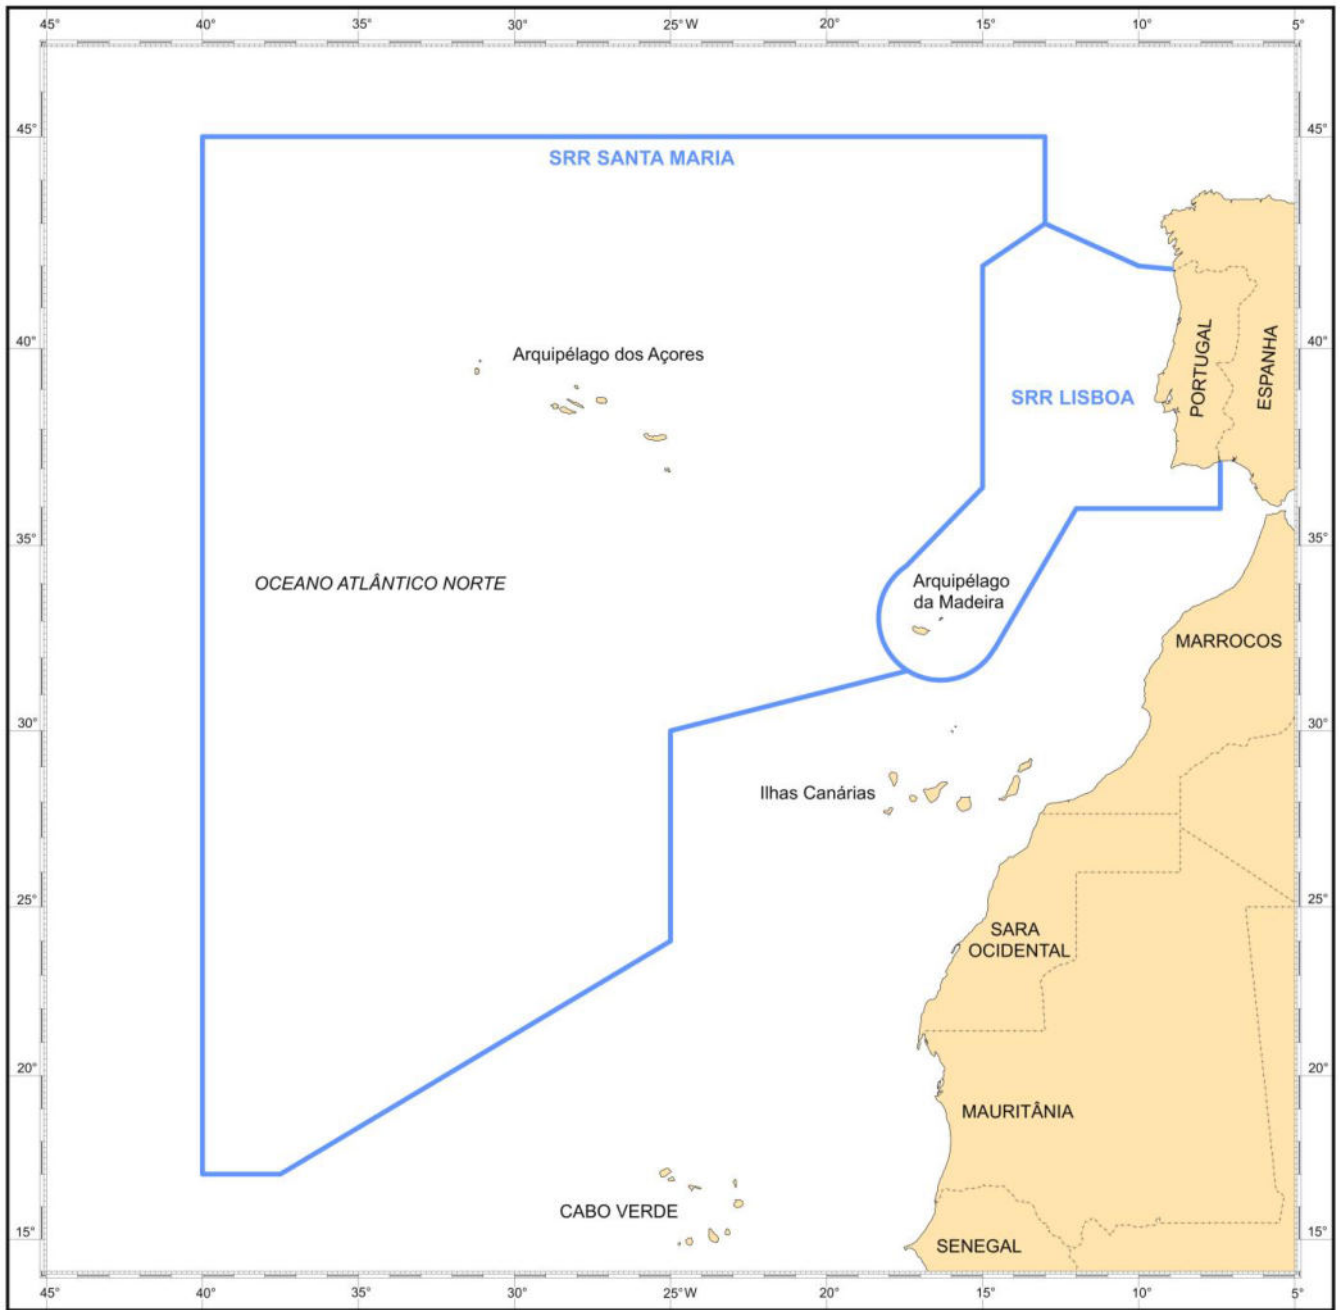 45° 40° 35° 30° 25°W 20° 15° 10° 5°
45° 45°
SRR SANTA MARIA
40° 40°
Arquipélago dos Açores
PORTUGAL
ESPANHA
SRR LISBOA
35° 35°
OCEANO ATLÂNTICO NORTE
Arquipélago
da Madeira
MARROCOS
30° 30°
Ilhas Canárias
25° 25°
SARA
OCIDENTAL
20° 20°
MAURITÂNIA
CABO VERDE
15° 15°
SENEGAL
45° 40° 35° 30° 25°W 20° 15° 10° 5°